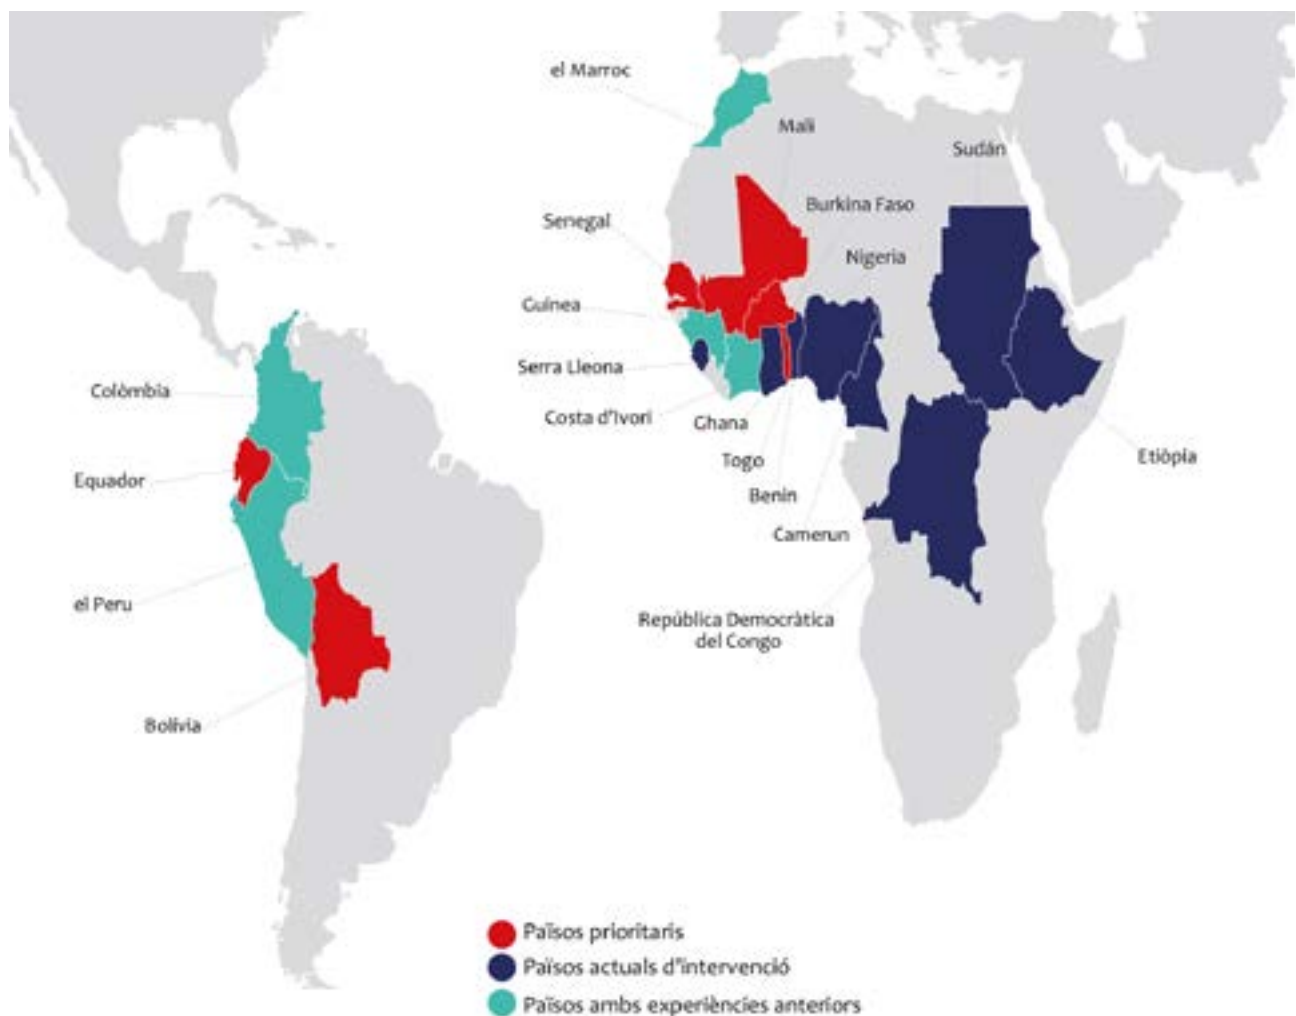 el Marroc
Mali
Sudán
Burkina Faso
Senegal
Nigeria
Guinea
Serra Lleona
Colòmbia
Costa d'Ivori
Ghana
Togo
Etiòpia
Equador
Benin
Camerun
el Peru
República Democràtica
del Congo
Bolívia
Països prioritaris
Països actuals d'intervenció
Països ambs experiències anteriors